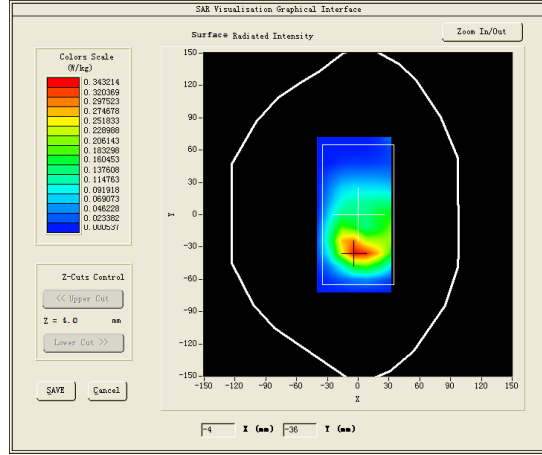 SAR Visualisation Graphical Interface
Surface Radiated Intensity
Zoom In/Out
Colors Scale
(W/kg)
0.343214
0.320369
0.297523
0.274678
0.251833
0.228988
0.206143
0.183298
0.160453
0.137608
0.114763
0.091918
0.069073
0.046228
0.023382
0.000537
Z-Cuts Control
<< Upper Cut
Z = 4.0 mm
Lower Cut >>
SAVE Cancel
150
120
90
60
30
0
-30
-60
-90
-120
-150
Y
-150 -120 -90 -60 -30 0 30 60 90 120 150
X
-4 X (mm) -36 Y (mm)